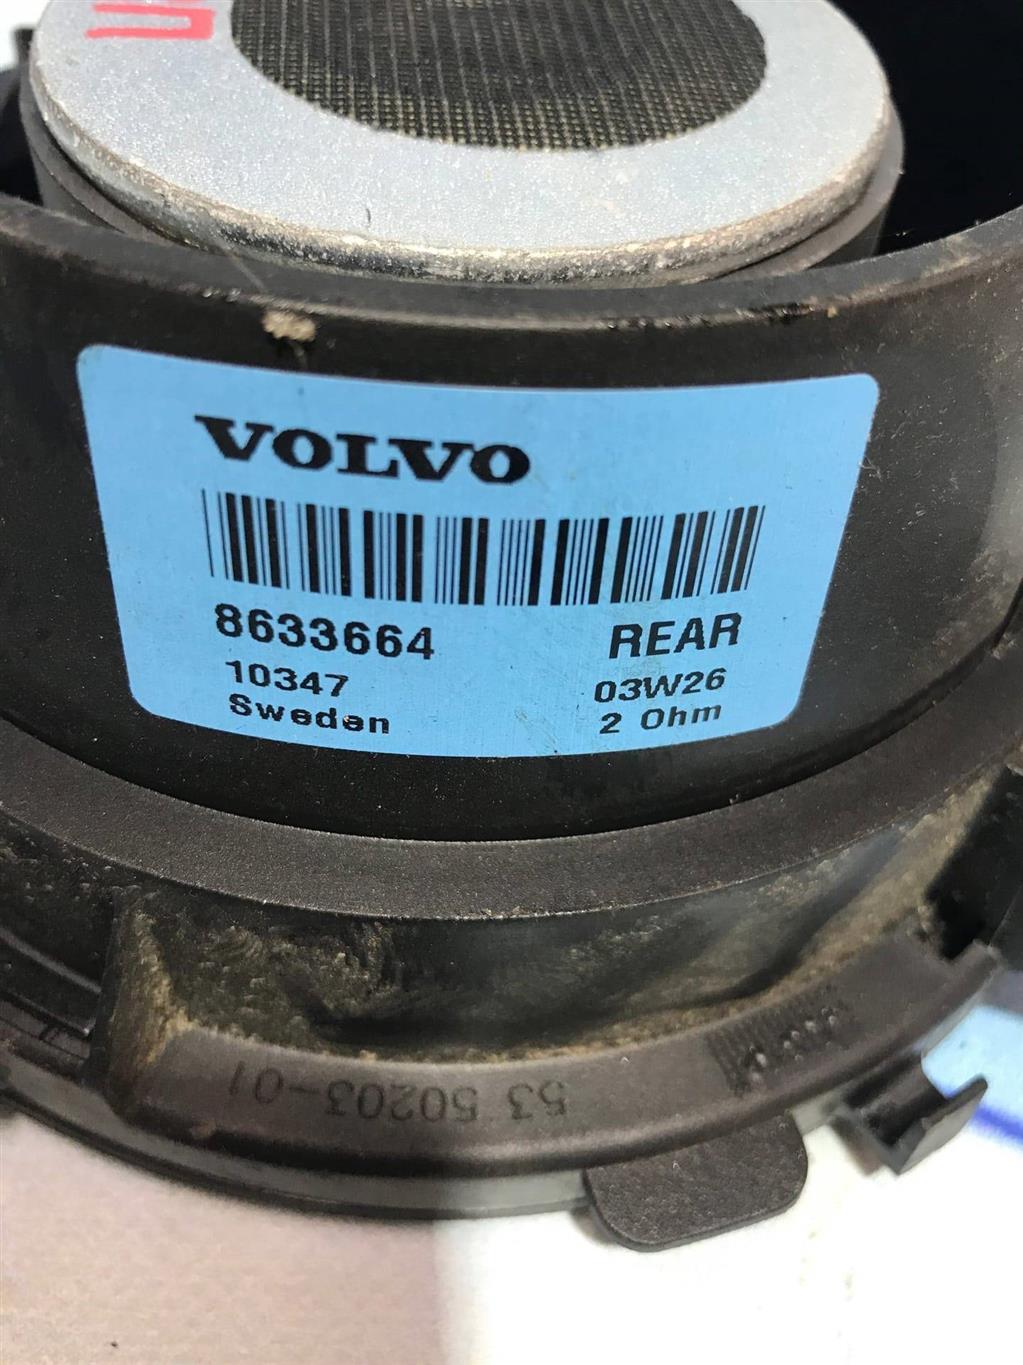 VOLVO
8633664 REAR
10347 03W26
Sweden 2 Ohm
53 50203-01